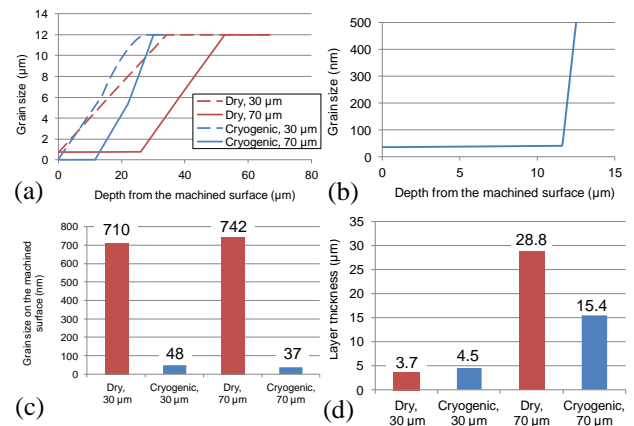 Grain size (µm)
14
12
10
8
6
4
2
0
0
20
40
60
80
Dry, 30 µm
Dry, 70 µm
Cryogenic, 30 µm
Cryogenic, 70 µm
Depth from the machined surface (µm)
(a)
Grain size (nm)
500
400
300
200
100
0
0
5
10
15
Depth from the machined surface (µm)
(b)
Grain size on the machined
surface (nm)
800
700
600
500
400
300
200
100
0
710
48
742
37
Dry,
30 µm
Cryogenic,
30 µm
Dry,
70 µm
Cryogenic,
70 µm
(c)
Layer thickness (µm)
35
30
25
20
15
10
5
0
3.7
4.5
28.8
15.4
Dry,
30 µm
Cryogenic,
30 µm
Dry,
70 µm
Cryogenic,
70 µm
(d)